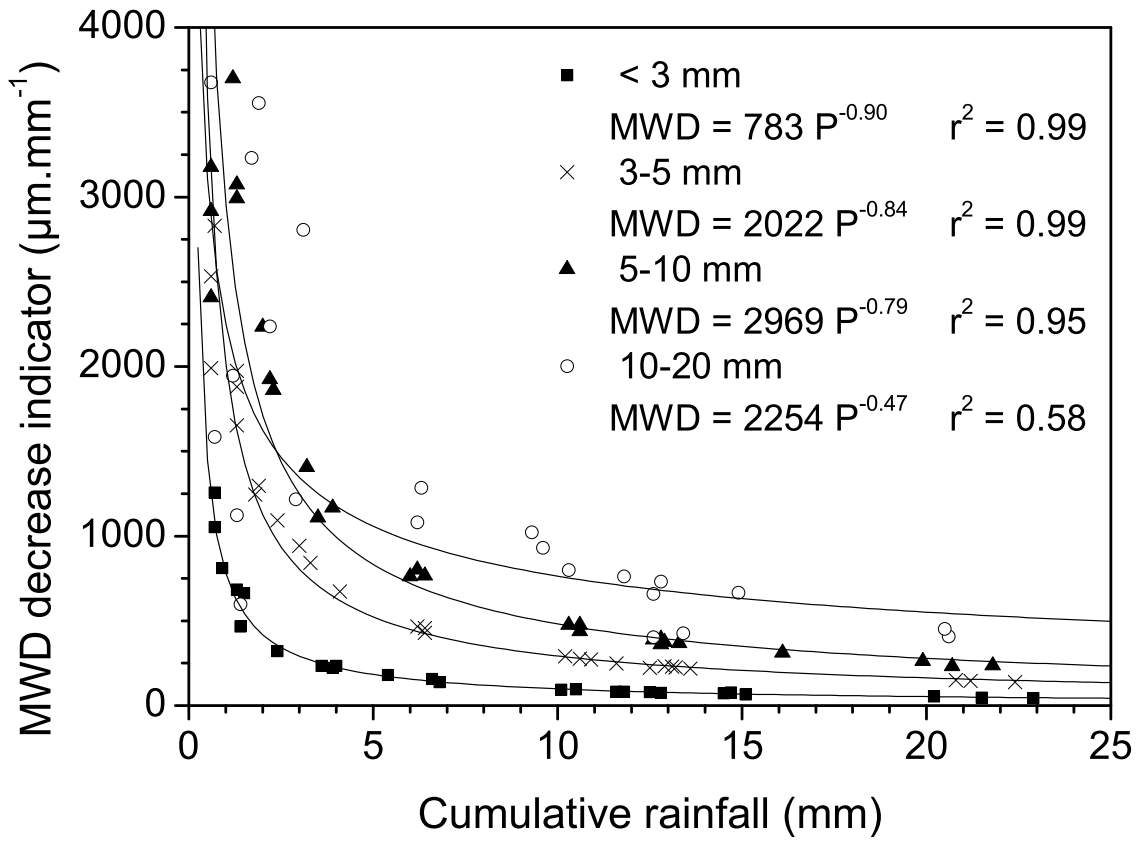 4000
3000
2000
1000
0
MWD decrease indicator (µm.mm-1)
< 3 mm
MWD = 783 P-0.90 r2 = 0.99
3-5 mm
MWD = 2022 P-0.84 r2 = 0.99
5-10 mm
MWD = 2969 P-0.79 r2 = 0.95
10-20 mm
MWD = 2254 P-0.47 r2 = 0.58
0 5 10 15 20 25
Cumulative rainfall (mm)